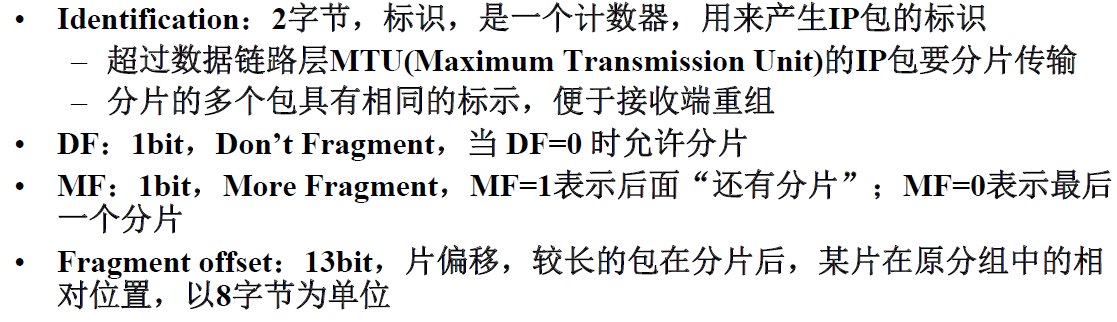 • Identification：2字节，标识，是一个计数器，用来产生IP包的标识
– 超过数据链路层MTU(Maximum Transmission Unit)的IP包要分片传输
– 分片的多个包具有相同的标示，便于接收端重组
• DF：1bit，Don’t Fragment，当 DF=0 时允许分片
• MF：1bit，More Fragment，MF=1表示后面“还有分片”；MF=0表示最后
一个分片
• Fragment offset：13bit，片偏移，较长的包在分片后，某片在原分组中的相
对位置，以8字节为单位